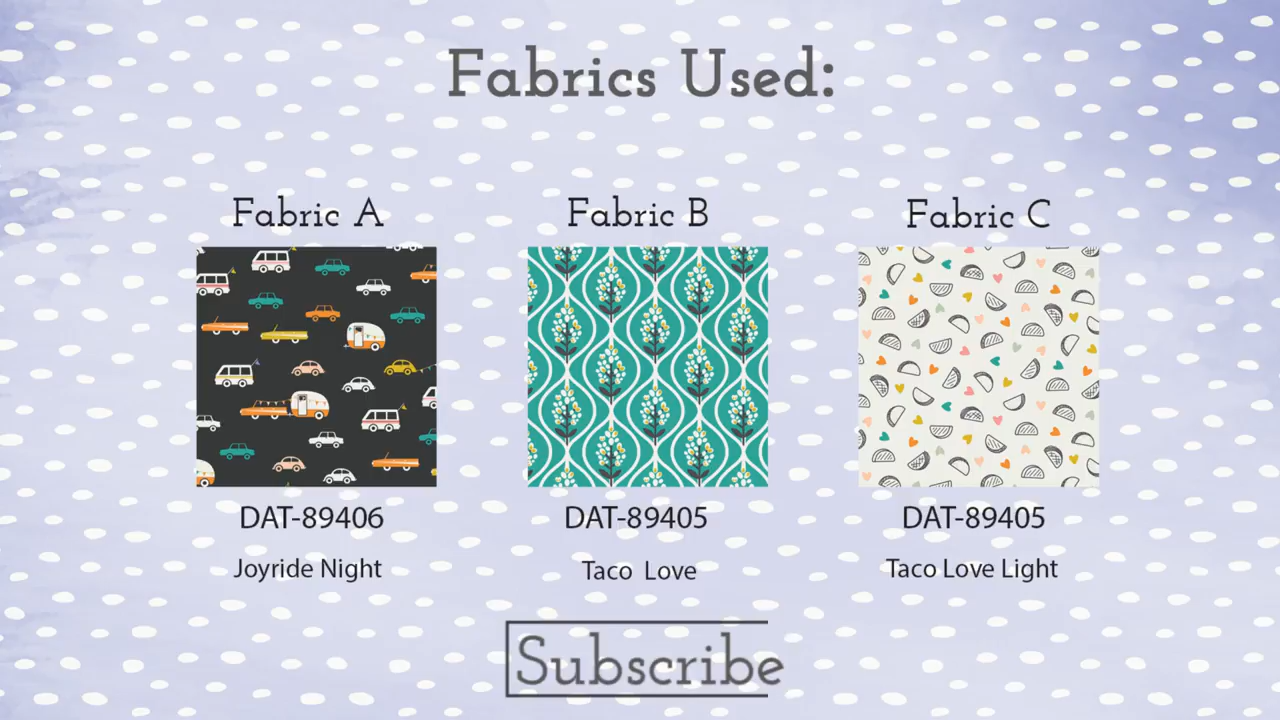 Fabrics Used:
Fabric A
Fabric B
Fabric C
DAT-89406
DAT-89405
DAT-89405
Joyride Night
Taco Love
Taco Love Light
Subscribe